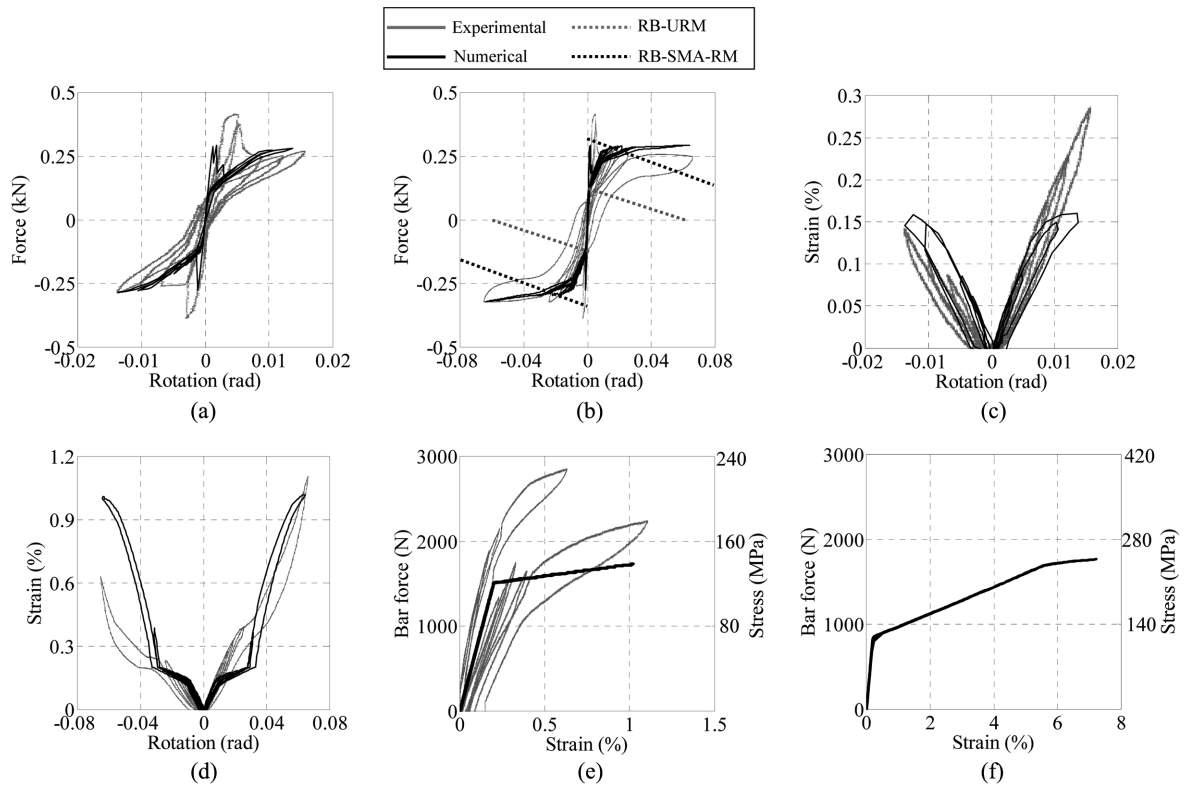 Experimental RB-URM
Numerical RB-SMA-RM
0.5
0.25
0
-0.25
-0.5
Force (kN)
-0.02 -0.01 0 0.01 0.02
Rotation (rad)
(a)
0.5
0.25
0
-0.25
-0.5
Force (kN)
-0.08 -0.04 0 0.04 0.08
Rotation (rad)
(b)
0.3
0.25
0.2
0.15
0.1
0.05
0
Strain (%)
-0.02 -0.01 0 0.01 0.02
Rotation (rad)
(c)
1.2
0.9
0.6
0.3
0
Strain (%)
-0.08 -0.04 0 0.04 0.08
Rotation (rad)
(d)
3000
2000
1000
0
Bar force (N)
240
160
80
Stress (MPa)
0 0.5 1 1.5
Strain (%)
(e)
3000
2000
1000
0
Bar force (N)
420
280
140
Stress (MPa)
0 2 4 6 8
Strain (%)
(f)